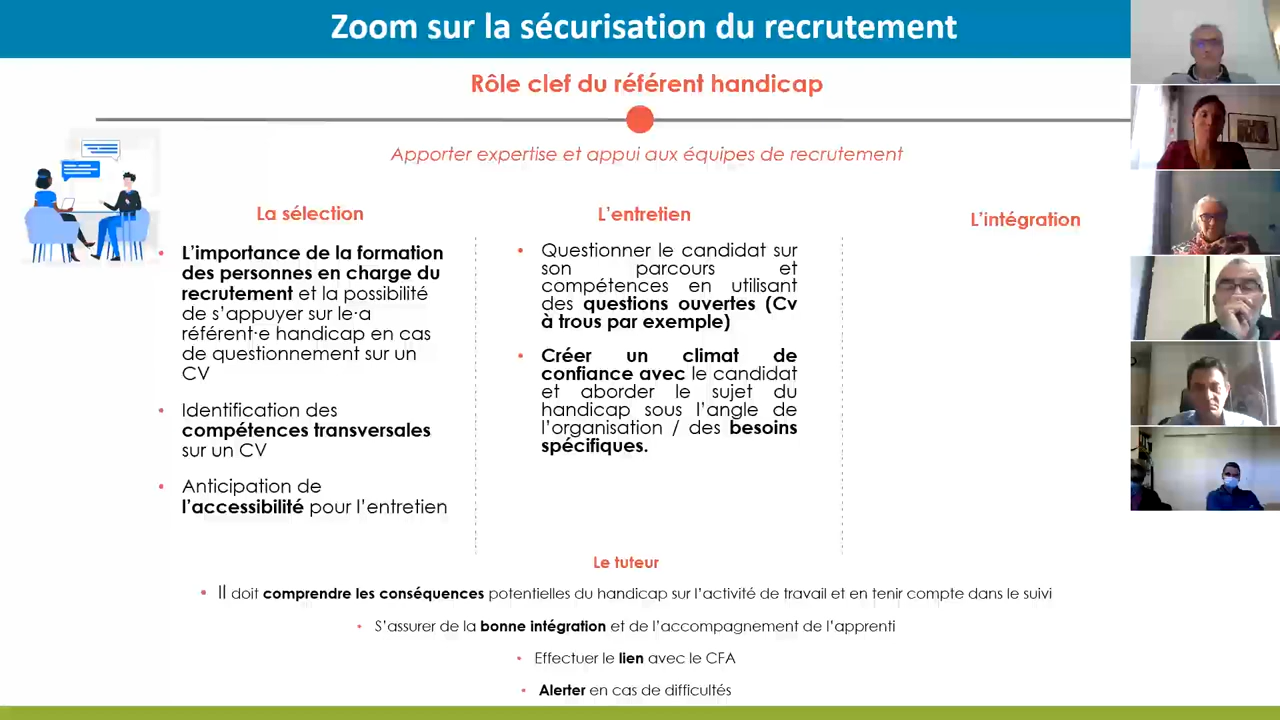 Zoom sur la sécurisation du recrutement
Rôle clef du référent handicap
Apporter expertise et appui aux équipes de recrutement
La sélection
• L'importance de la formation
des personnes en charge du
recrutement et la possibilité
de s'appuyer sur le·a
référent·e handicap en cas
de questionnement sur un
CV
• Identification des
compétences transversales
sur un CV
• Anticipation de
l'accessibilité pour l'entretien
L'entretien
• Questionner le candidat sur
son parcours et
compétences en utilisant
des questions ouvertes (Cv
à trous par exemple)
• Créer un climat de
confiance avec le candidat
et aborder le sujet du
handicap sous l'angle de
l'organisation / des besoins
spécifiques.
L'intégration
Le tuteur
• Il doit comprendre les conséquences potentielles du handicap sur l'activité de travail et en tenir compte dans le suivi
• S'assurer de la bonne intégration et de l'accompagnement de l'apprenti
• Effectuer le lien avec le CFA
• Alerter en cas de difficultés